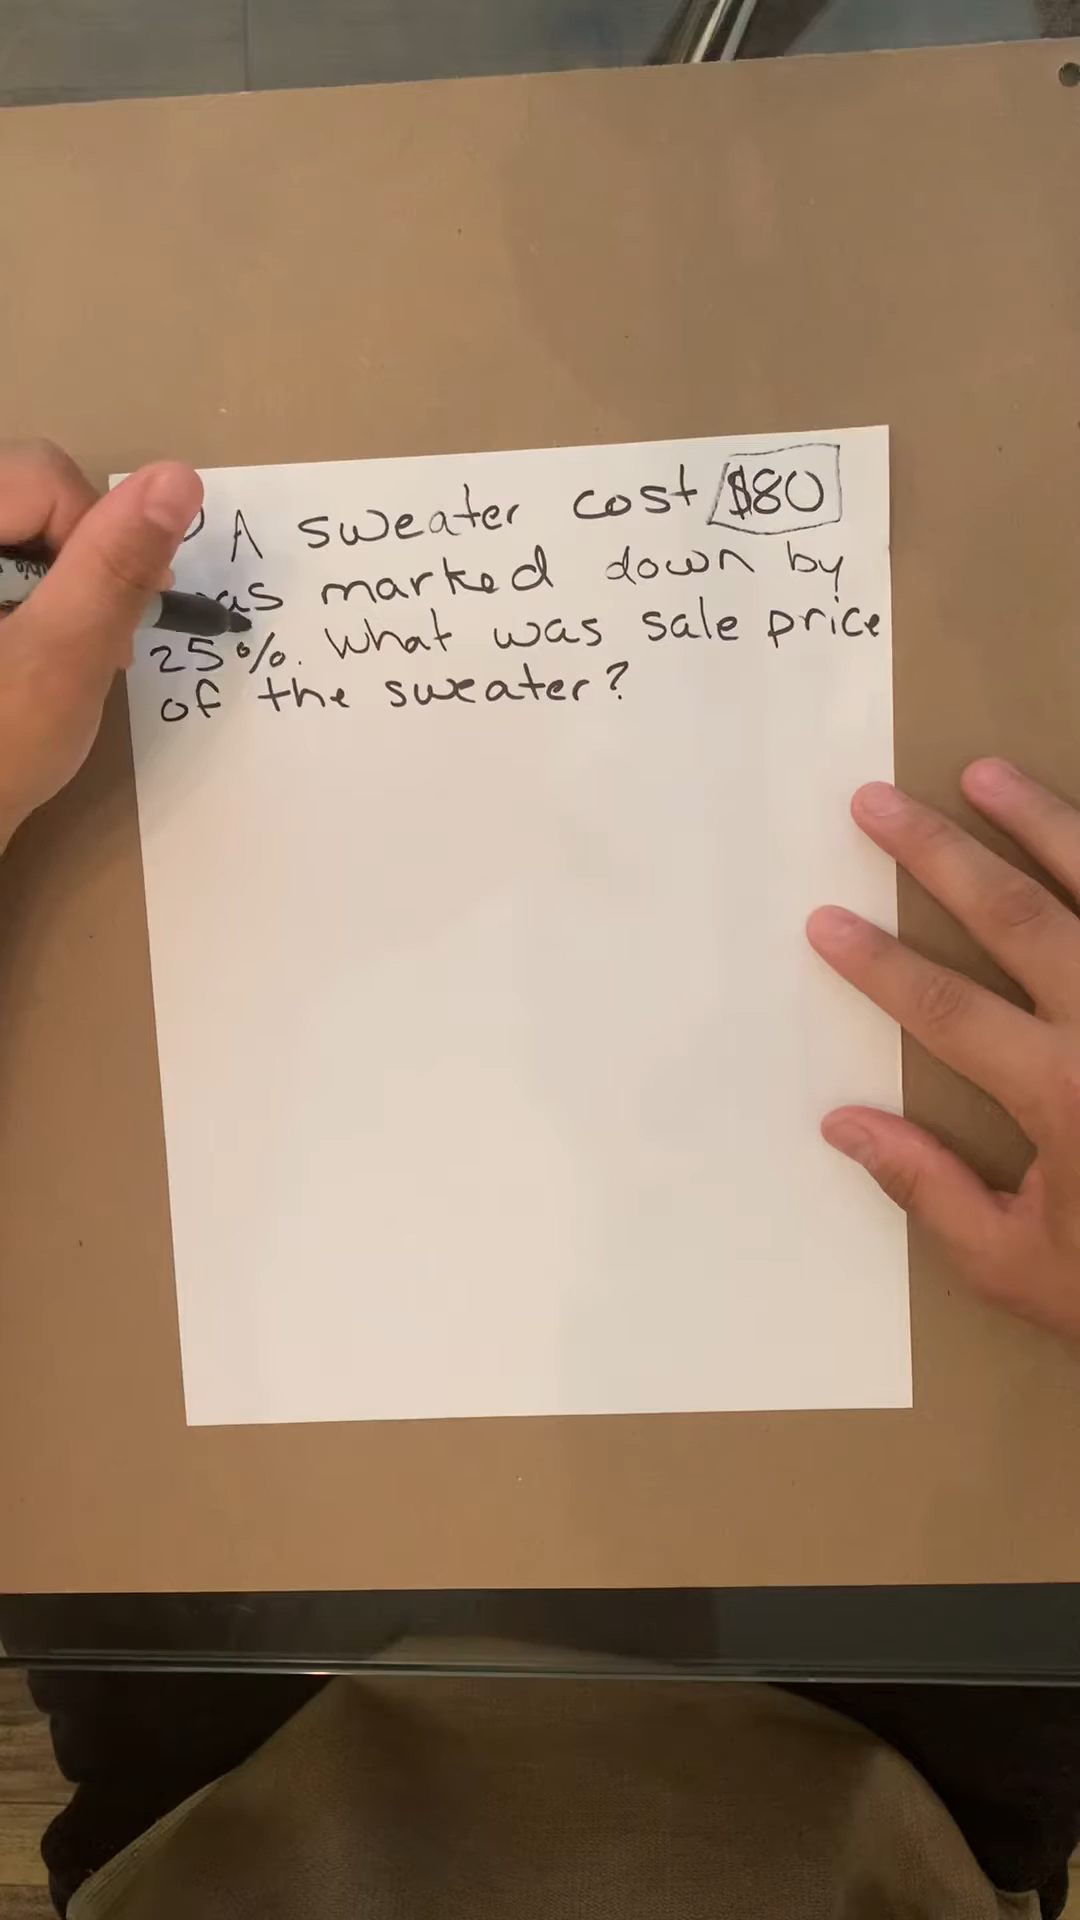 A sweater cost $80
marked down by
25%. What was sale price
of the sweater?